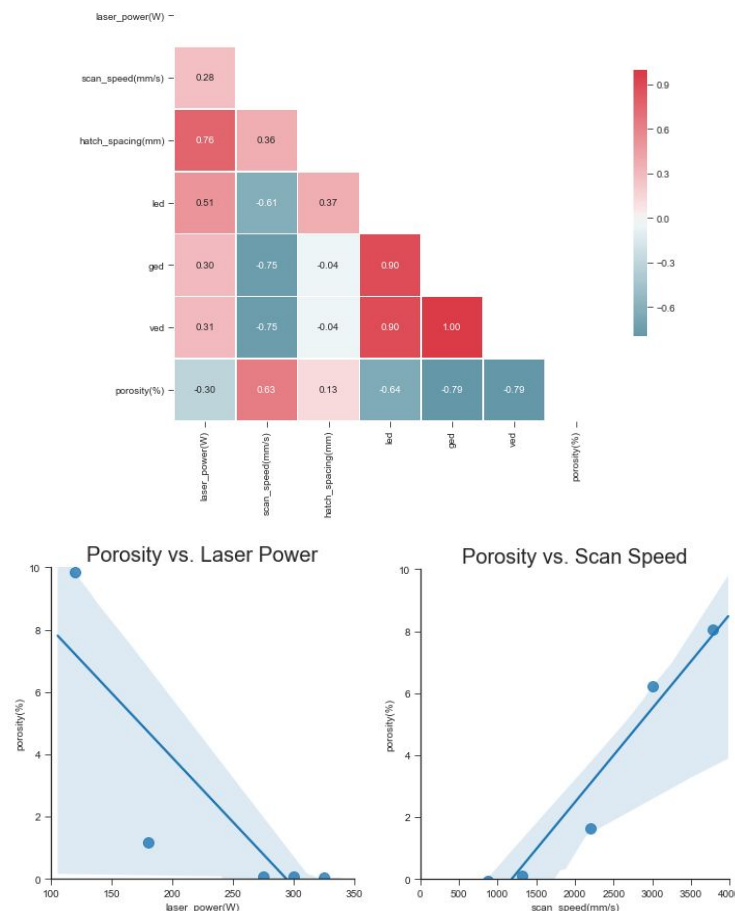 laser_power(W)
scan_speed(mm/s)
0.28
0.9
hatch_spacing(mm)
0.76 0.36
0.6
0.3
led
0.51 -0.61 0.37
0.0
ged
0.30 -0.75 -0.04 0.90
-0.3
ved
0.31 -0.75 -0.04 0.90 1.00
-0.6
porosity(%)
-0.30 0.63 0.13 -0.64 -0.79 -0.79
laser_power(W)
scan_speed(mm/s)
hatch_spacing(mm)
led
ged
ved
porosity(%)
Porosity vs. Laser Power
10
8
6
4
2
0
porosity(%)
100 150 200 250 300 350
laser_power(W)
Porosity vs. Scan Speed
10
8
6
4
2
0
porosity(%)
0 500 1000 1500 2000 2500 3000 3500 4000
scan_speed(mm/s)